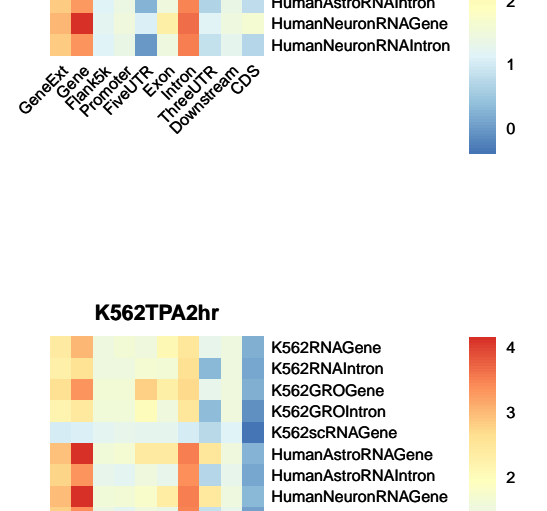 HumanAstroRNAIntron
HumanNeuronRNAGene
HumanNeuronRNAIntron
2
1
0
GeneExt
Gene
Flank5k
Promoter
FiveUTR
Exon
Intron
ThreeUTR
Downstream
CDS
K562TPA2hr
K562RNAGene
K562RNAIntron
K562GROGene
K562GROIntron
K562scRNAGene
HumanAstroRNAGene
HumanAstroRNAIntron
HumanNeuronRNAGene
4
3
2